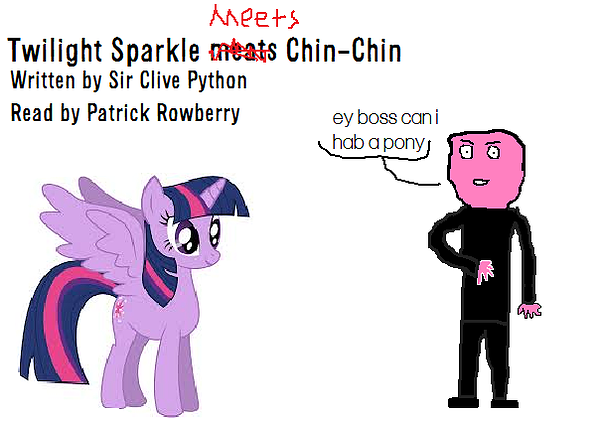 Meets
Twilight Sparkle meats Chin-Chin
Written by Sir Clive Python
Read by Patrick Rowberry
ey boss can i
hab a pony